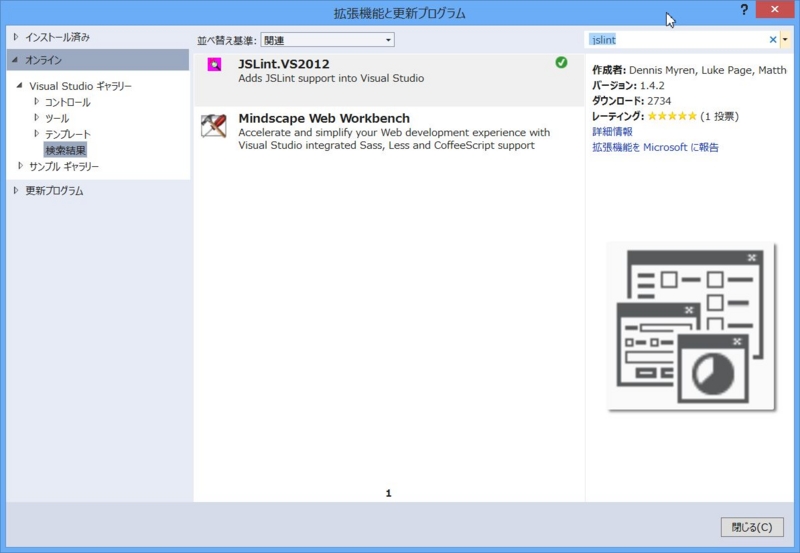 拡張機能と更新プログラム
?
インストール済み
オンライン
Visual Studio ギャラリー
コントロール
ツール
テンプレート
検索結果
サンプル ギャラリー
更新プログラム
並べ替え基準: 関連
JSLint.VS2012
Adds JSLint support into Visual Studio
Mindscape Web Workbench
Accelerate and simplify your Web development experience with
Visual Studio integrated Sass, Less and CoffeeScript support
1
jslint
作成者: Dennis Myren, Luke Page, Matth
バージョン: 1.4.2
ダウンロード: 2734
レーティング: ★★★★★ (1 投票)
詳細情報
拡張機能を Microsoft に報告
閉じる(C)